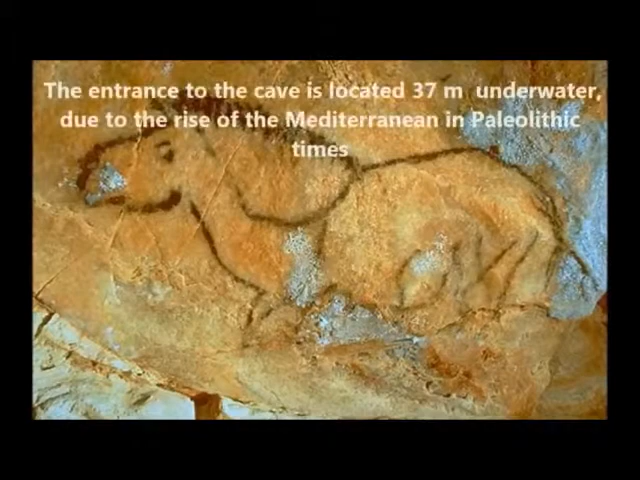 The entrance to the cave is located 37 m underwater,
due to the rise of the Mediterranean in Paleolithic
times